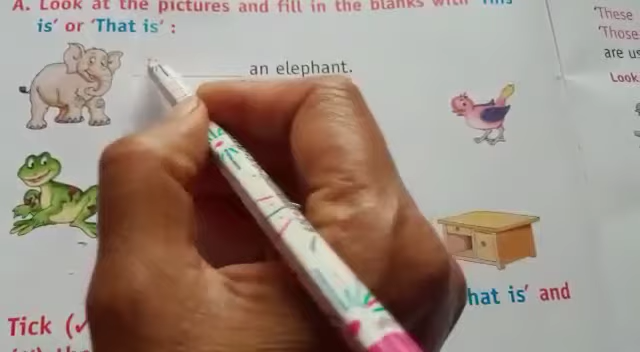 A. Look at the pictures and fill in the blanks with 'This
is' or 'That is' :
an elephant.
hat is' and
Tick (✓
'These
'Those
are us
Look